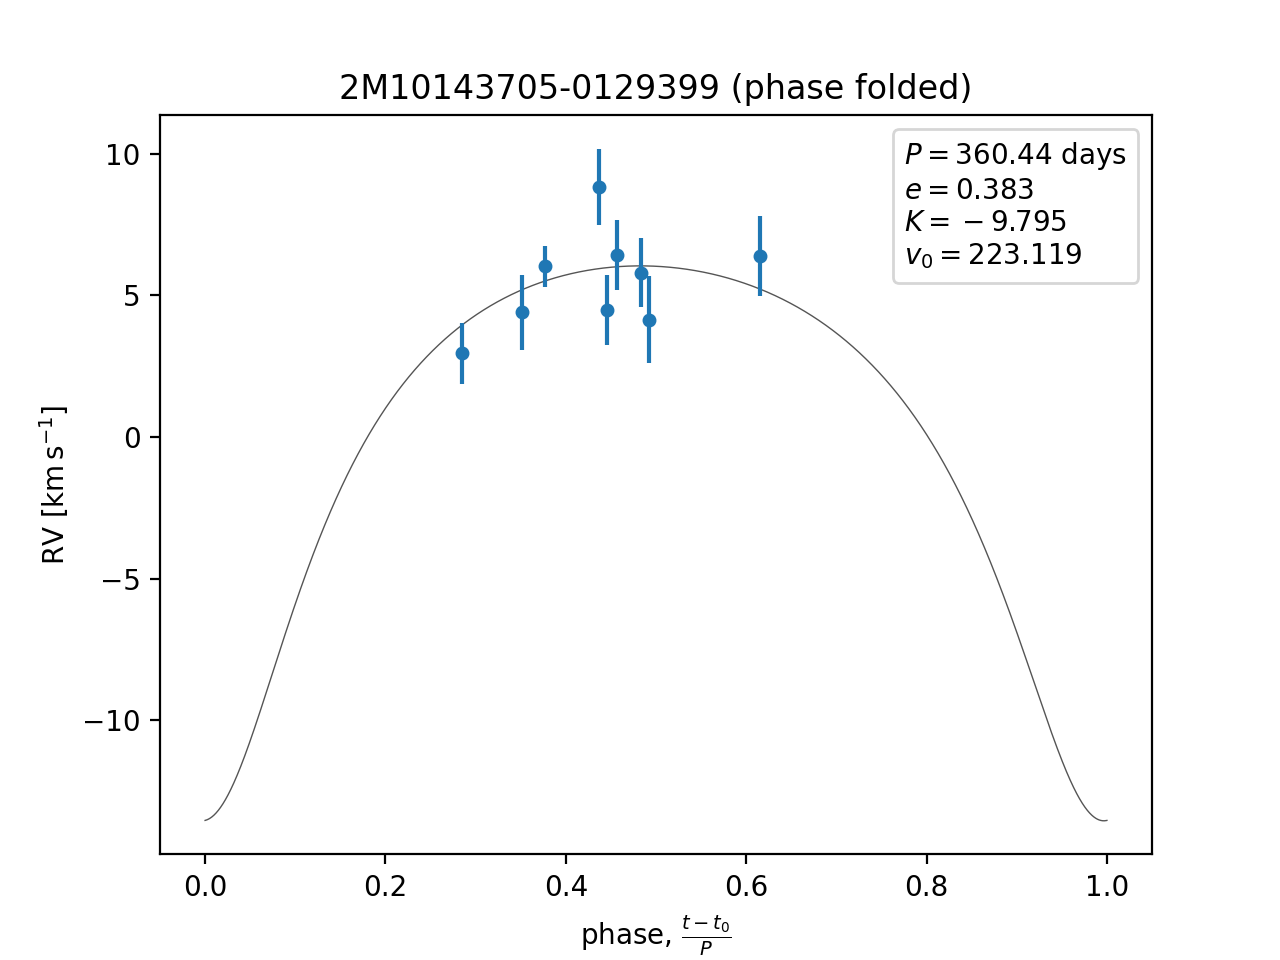 2M10143705-0129399 (phase folded)
P = 360.44 days
e = 0.383
K = −9.795
v₀ = 223.119
10
5
0
−5
−10
RV [km s⁻¹]
0.0 0.2 0.4 0.6 0.8 1.0
phase, (t − t₀)/P